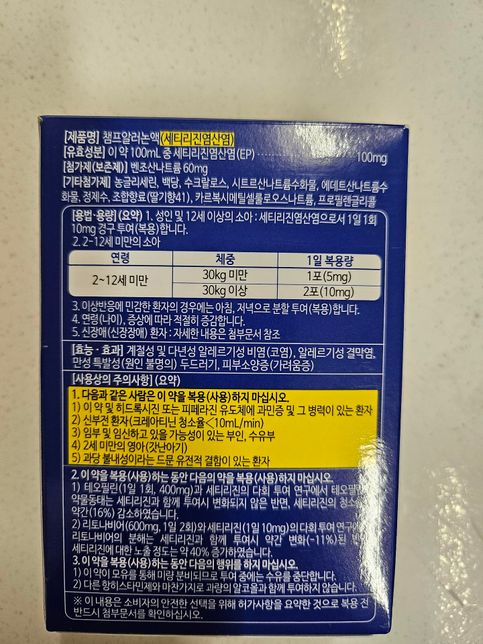 [제품명] 챔프알러논액(세티리진염산염)
[유효성분] 이 약 100mL 중 세티리진염산염(EP) 100mg
[첨가제(보존제)] 벤조산나트륨 60mg
[기타첨가제] 농글리세린, 백당, 수크랄로스, 시트르산나트륨수화물, 에데트산나트륨수화
물, 정제수, 조합향료(딸기향41), 카르복시메틸셀룰로오스나트륨, 프로필렌글리콜
[용법·용량] (요약) 1. 성인 및 12세 이상의 소아 : 세티리진염산염으로서 1일 1회
10mg 경구 투여(복용)합니다.
2. 2~12세 미만의 소아
연령 체중 1일 복용량
2~12세 미만 30kg 미만 1포(5mg)
30kg 이상 2포(10mg)
3. 이상반응에 민감한 환자의 경우에는 아침, 저녁으로 분할 투여(복용)합니다.
4. 연령(나이), 증상에 따라 적절히 증감합니다.
5. 신장애(신장장애) 환자 : 자세한 내용은 첨부문서 참조
[효능·효과] 계절성 및 다년성 알레르기성 비염(코염), 알레르기성 결막염,
만성 특발성(원인 불명의) 두드러기, 피부소양증(가려움증)
[사용상의 주의사항] (요약)
1. 다음과 같은 사람은 이 약을 복용(사용)하지 마십시오.
1) 이 약 및 히드록시진 또는 피페라진 유도체에 과민증 및 그 병력이 있는 환자
2) 신부전 환자(크레아티닌 청소율<10mL/min)
3) 임부 및 임신하고 있을 가능성이 있는 부인, 수유부
4) 2세 미만의 영아(갓난아기)
5) 과당 불내성이라는 드문 유전적 결함이 있는 환자
2. 이 약을 복용(사용)하는 동안 다음의 약을 복용(사용)하지 마십시오.
1) 테오필린(1일 1회, 400mg)과 세티리진의 다회 투여 연구에서 테오필린
약물동태는 세티리진과 함께 투여시 변화되지 않은 반면, 세티리진의 청소율
약간(16%) 감소하였습니다.
2) 리토나비어(600mg, 1일 2회)와 세티리진(1일 10mg)의 다회 투여 연구에
리토나비어의 분해는 세티리진과 함께 투여시 약간 변화(-11%)된 반
세티리진에 대한 노출 정도는 약 40% 증가하였습니다.
3. 이 약을 복용(사용)하는 동안 다음의 행위를 하지 마십시오.
1) 이 약이 모유를 통해 미량 분비되므로 투여 중에는 수유를 중단합니다.
2) 다른 항히스타민제와 마찬가지로 과량의 알코올과 함께 투여하지 않습니다.
※ 이 내용은 소비자의 안전한 선택을 위해 허가사항을 요약한 것으로 복용 전
반드시 첨부문서를 확인하십시오.